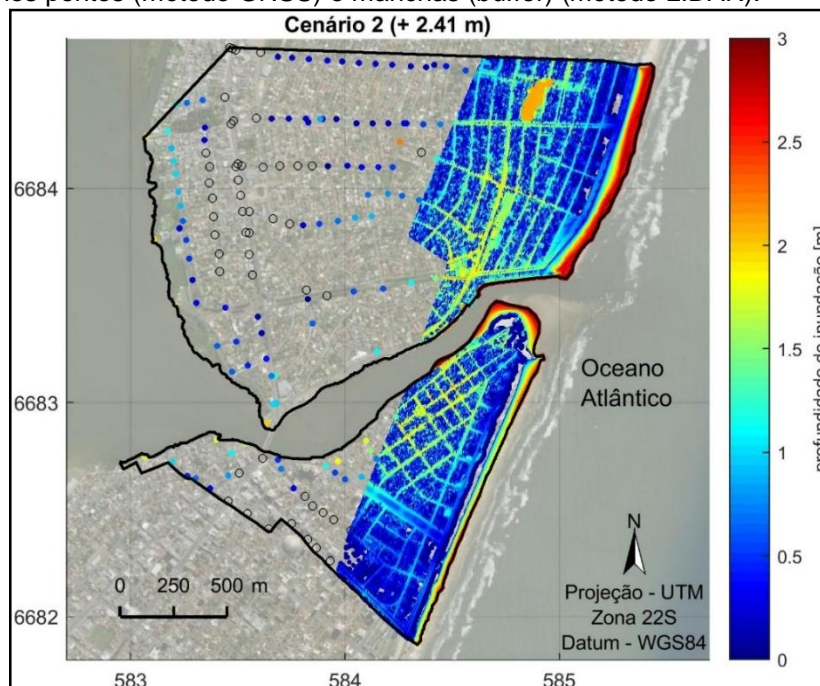 nos pontos (método GNSS) e manchas (buffer) (método LiDAR).
Cenário 2 (+ 2.41 m)
3
2.5
2
1.5
1
0.5
0
profundidade de inundação [m]
6684
6683
6682
583
584
585
Oceano
Atlântico
0 250 500 m
N
Projeção - UTM
Zona 22S
Datum - WGS84